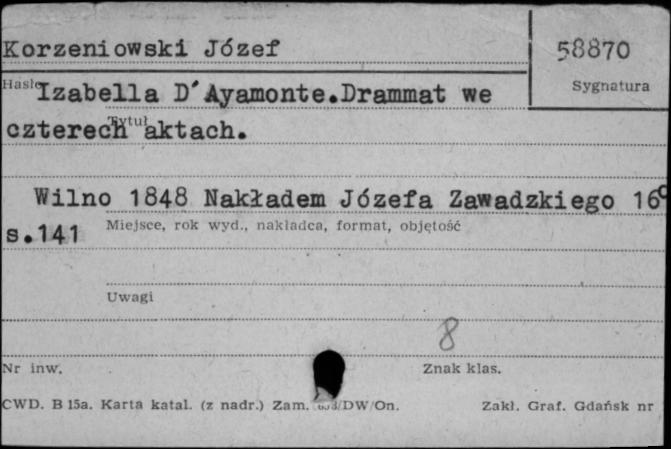 Korzeniowski Józef
58870
Sygnatura
Hasło
Izabella D'Ayamonte.Drammat we
Tytuł
czterech aktach.
Wilno 1848 Nakładem Józefa Zawadzkiego 16°
s.141
Miejsce, rok wyd., nakładca, format, objętość
Uwagi
8
Nr inw.
Znak klas.
CWD. B 15a. Karta katal. (z nadr.) Zam. /DW/On.
Zakł. Graf. Gdańsk nr